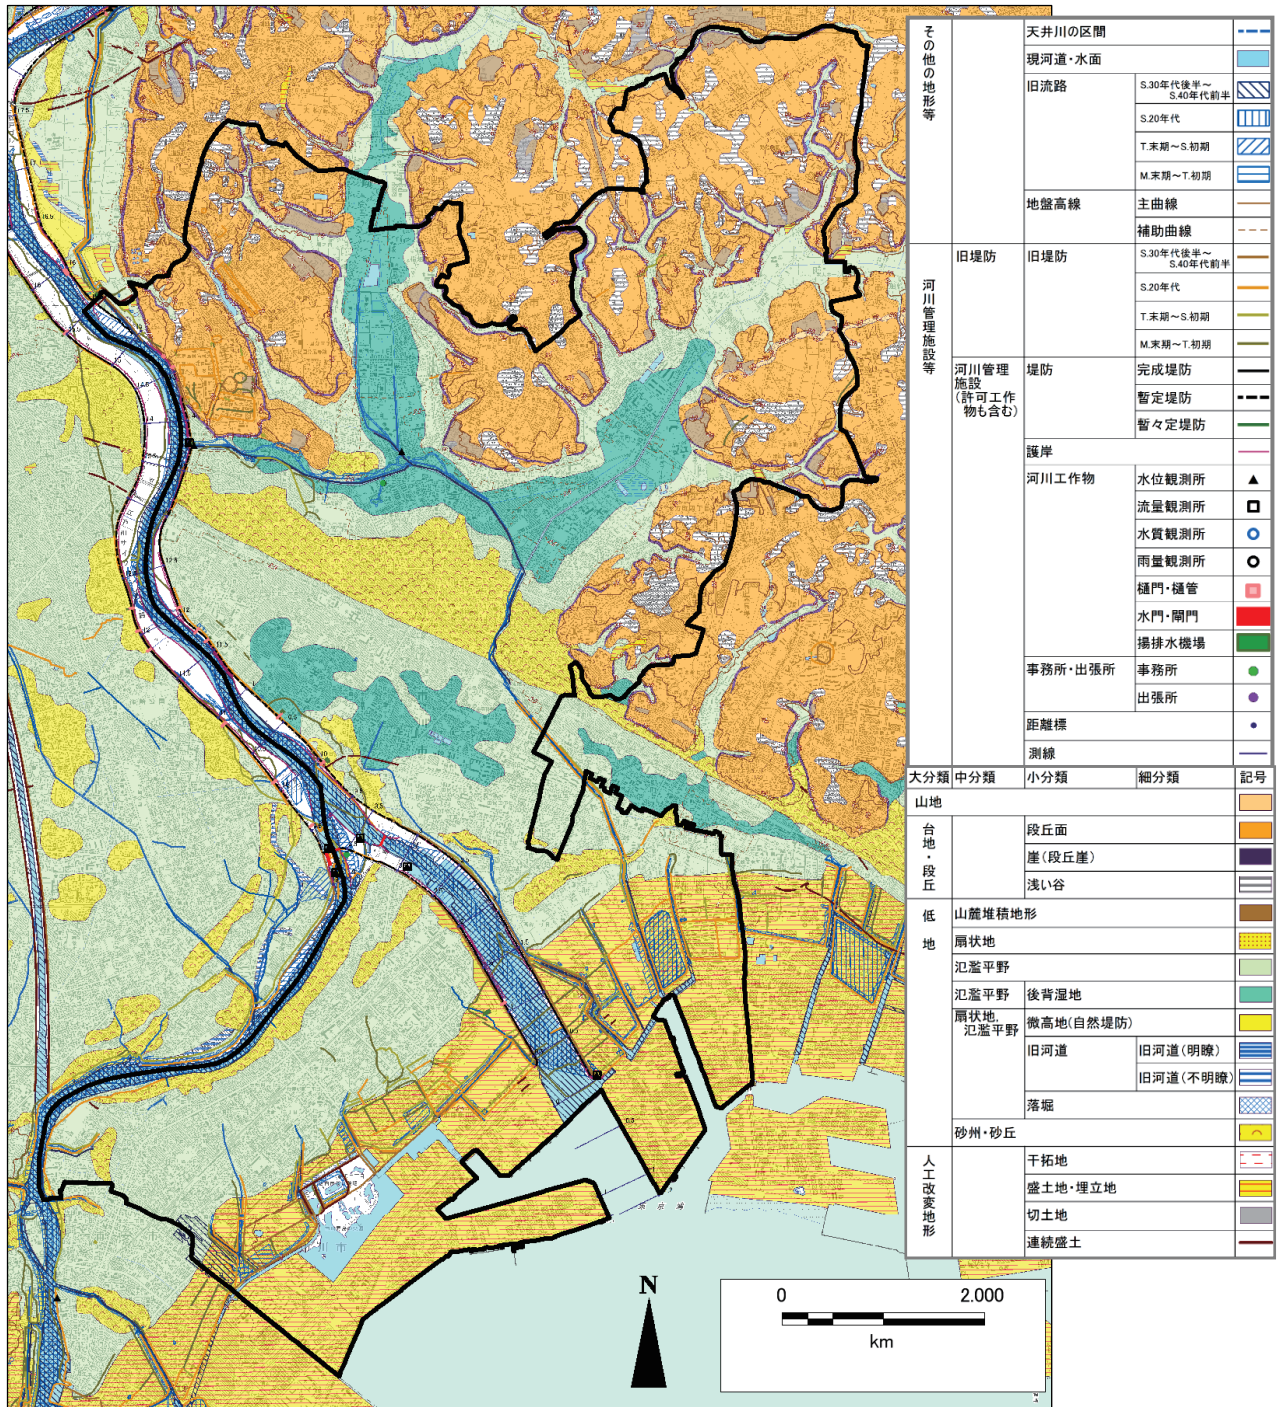 その他の地形等
天井川の区間
現河道・水面
旧流路
S.30年代後半～
S.40年代前半
S.20年代
T.末期～S.初期
M.末期～T.初期
地盤高線
主曲線
補助曲線
河川管理施設等
旧堤防
旧堤防
S.30年代後半～
S.40年代前半
S.20年代
T.末期～S.初期
M.末期～T.初期
河川管理
施設
(許可工作
物も含む)
堤防
完成堤防
暫定堤防
暫々定堤防
護岸
河川工作物
水位観測所
流量観測所
水質観測所
雨量観測所
樋門・樋管
水門・閘門
揚排水機場
事務所・出張所
事務所
出張所
距離標
測線
大分類 中分類 小分類 細分類 記号
山地
台地・段丘
段丘面
崖(段丘崖)
浅い谷
低地
山麓堆積地形
扇状地
氾濫平野
氾濫平野
後背湿地
扇状地,
氾濫平野
微高地(自然堤防)
旧河道
旧河道(明瞭)
旧河道(不明瞭)
落堀
砂州・砂丘
人工改変地形
干拓地
盛土地・埋立地
切土地
連続盛土
N
0 2.000
km